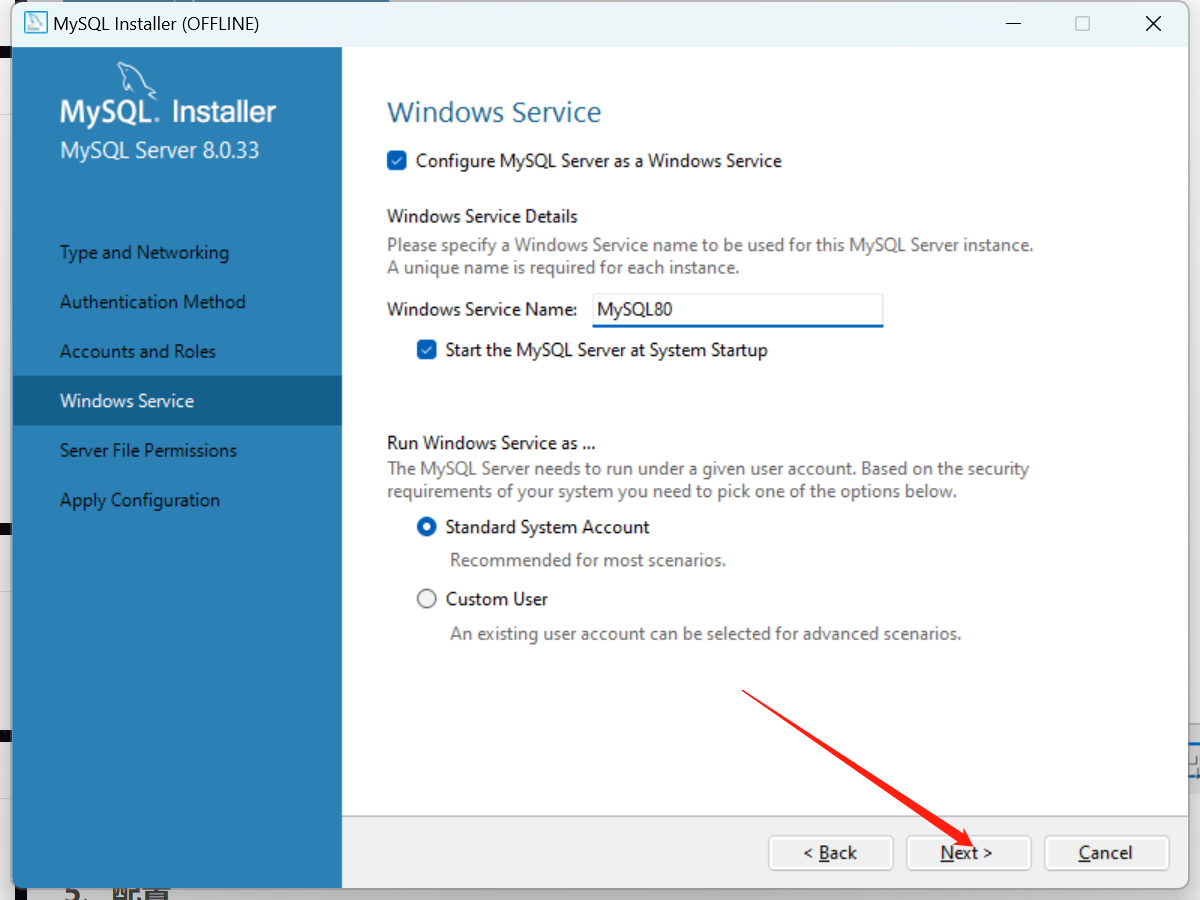 MySQL Installer (OFFLINE)
MySQL. Installer
MySQL Server 8.0.33
Type and Networking
Authentication Method
Accounts and Roles
Windows Service
Server File Permissions
Apply Configuration
Windows Service
Configure MySQL Server as a Windows Service
Windows Service Details
Please specify a Windows Service name to be used for this MySQL Server instance.
A unique name is required for each instance.
Windows Service Name: MySQL80
Start the MySQL Server at System Startup
Run Windows Service as ...
The MySQL Server needs to run under a given user account. Based on the security
requirements of your system you need to pick one of the options below.
Standard System Account
Recommended for most scenarios.
Custom User
An existing user account can be selected for advanced scenarios.
< Back Next > Cancel